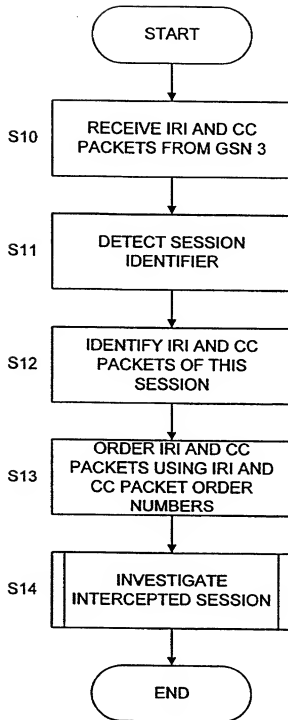 START
S10
RECEIVE IRI AND CC
PACKETS FROM GSN 3
S11
DETECT SESSION
IDENTIFIER
S12
IDENTIFY IRI AND CC
PACKETS OF THIS
SESSION
S13
ORDER IRI AND CC
PACKETS USING IRI AND
CC PACKET ORDER
NUMBERS
S14
INVESTIGATE
INTERCEPTED SESSION
END